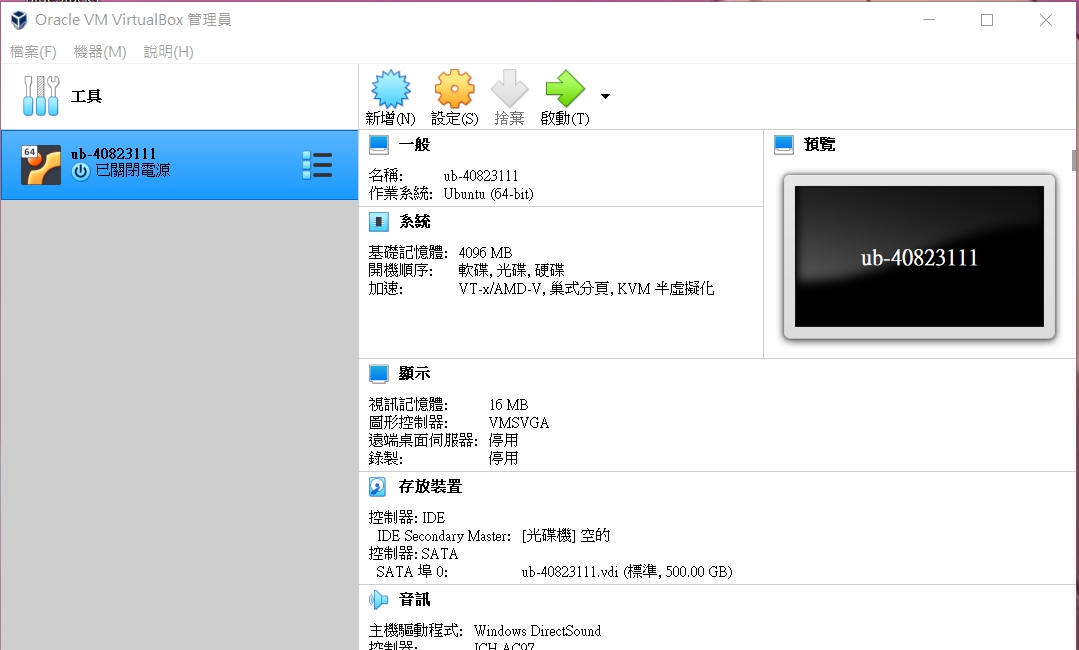 Oracle VM VirtualBox 管理員
檔案(F) 機器(M) 說明(H)
工具
新增(N) 設定(S) 捨棄 啟動(T)
64
ub-40823111
已關閉電源
一般
名稱: ub-40823111
作業系統: Ubuntu (64-bit)
系統
基礎記憶體: 4096 MB
開機順序: 軟碟, 光碟, 硬碟
加速: VT-x/AMD-V, 巢式分頁, KVM 半虛擬化
預覽
ub-40823111
顯示
視訊記憶體: 16 MB
圖形控制器: VMSVGA
遠端桌面伺服器: 停用
錄製: 停用
存放裝置
控制器: IDE
IDE Secondary Master: [光碟機] 空的
控制器: SATA
SATA 埠 0: ub-40823111.vdi (標準, 500.00 GB)
音訊
主機驅動程式: Windows DirectSound
控制器: ICH AC97